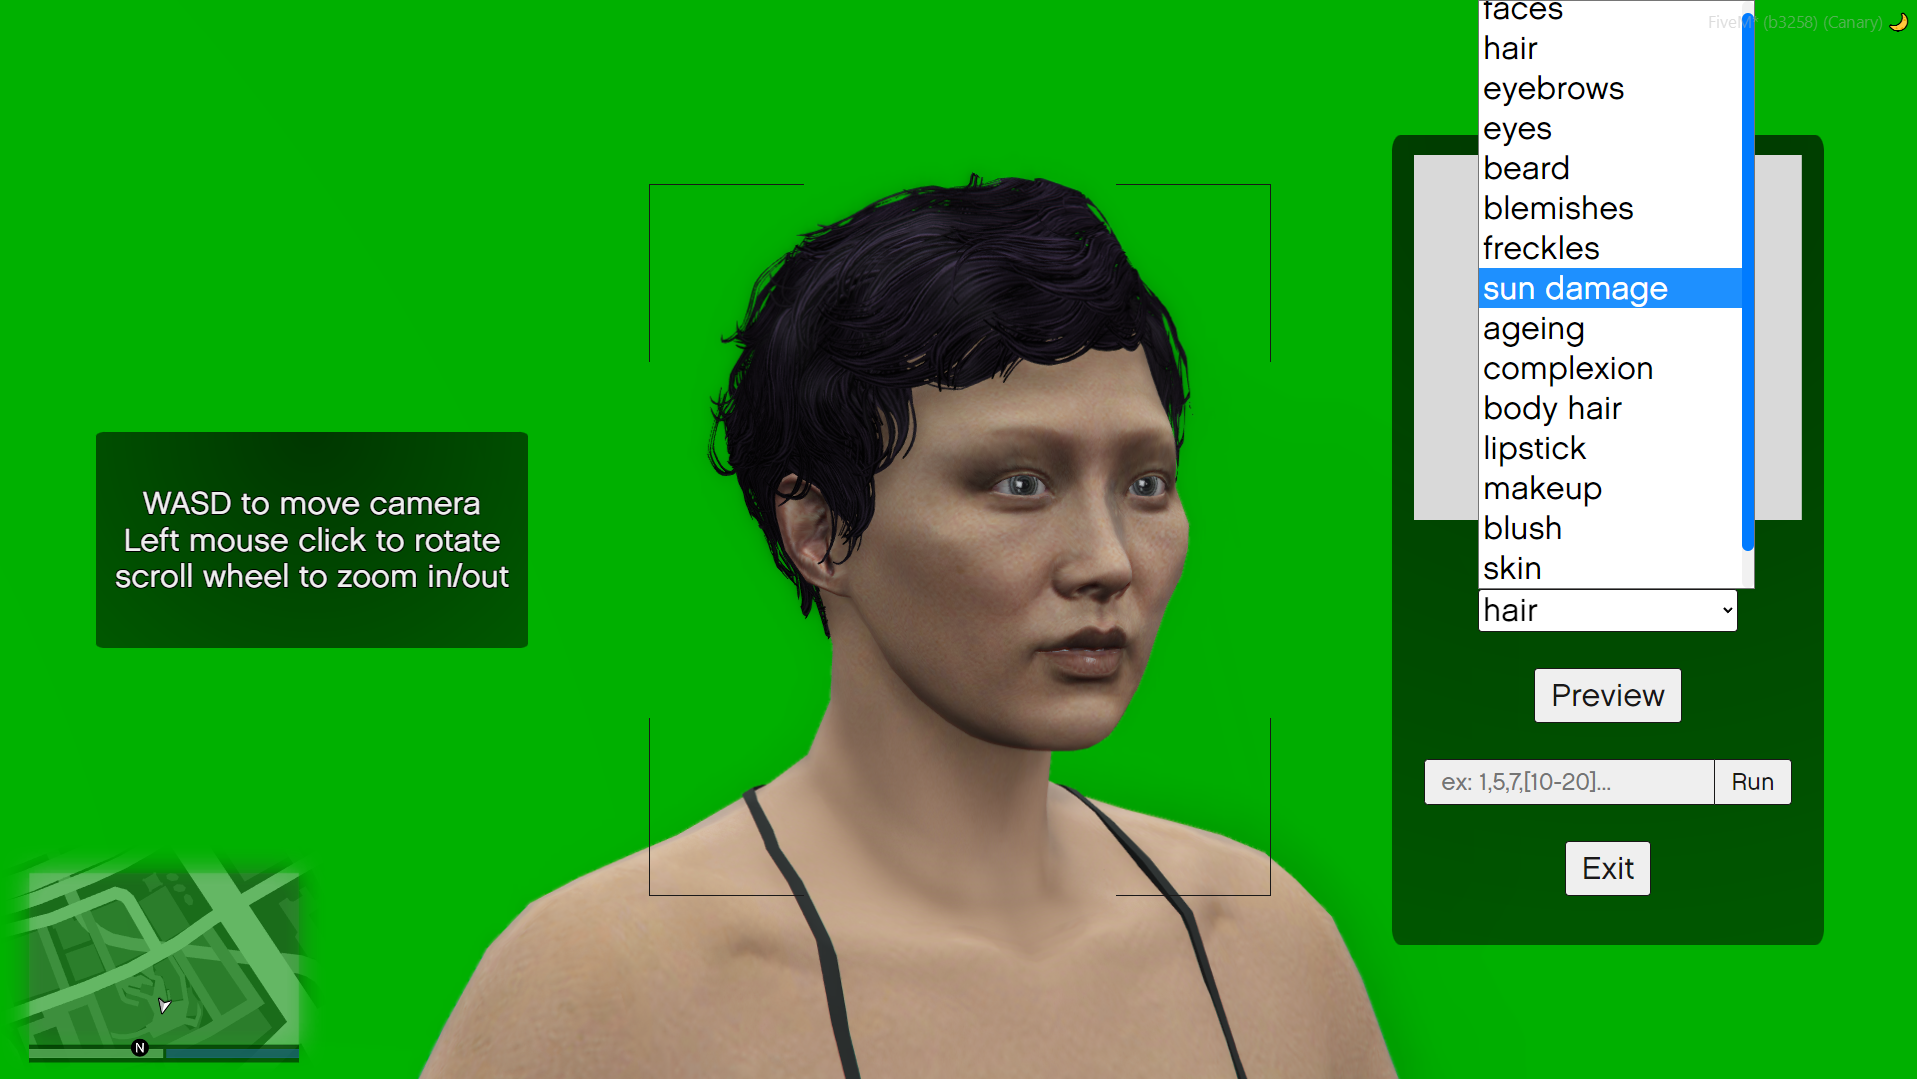 FiveM* (b3258) (Canary)
faces
hair
eyebrows
eyes
beard
blemishes
freckles
sun damage
ageing
complexion
body hair
lipstick
makeup
blush
skin
hair
Preview
ex: 1,5,7,[10-20]...
Run
Exit
WASD to move camera
Left mouse click to rotate
scroll wheel to zoom in/out
N